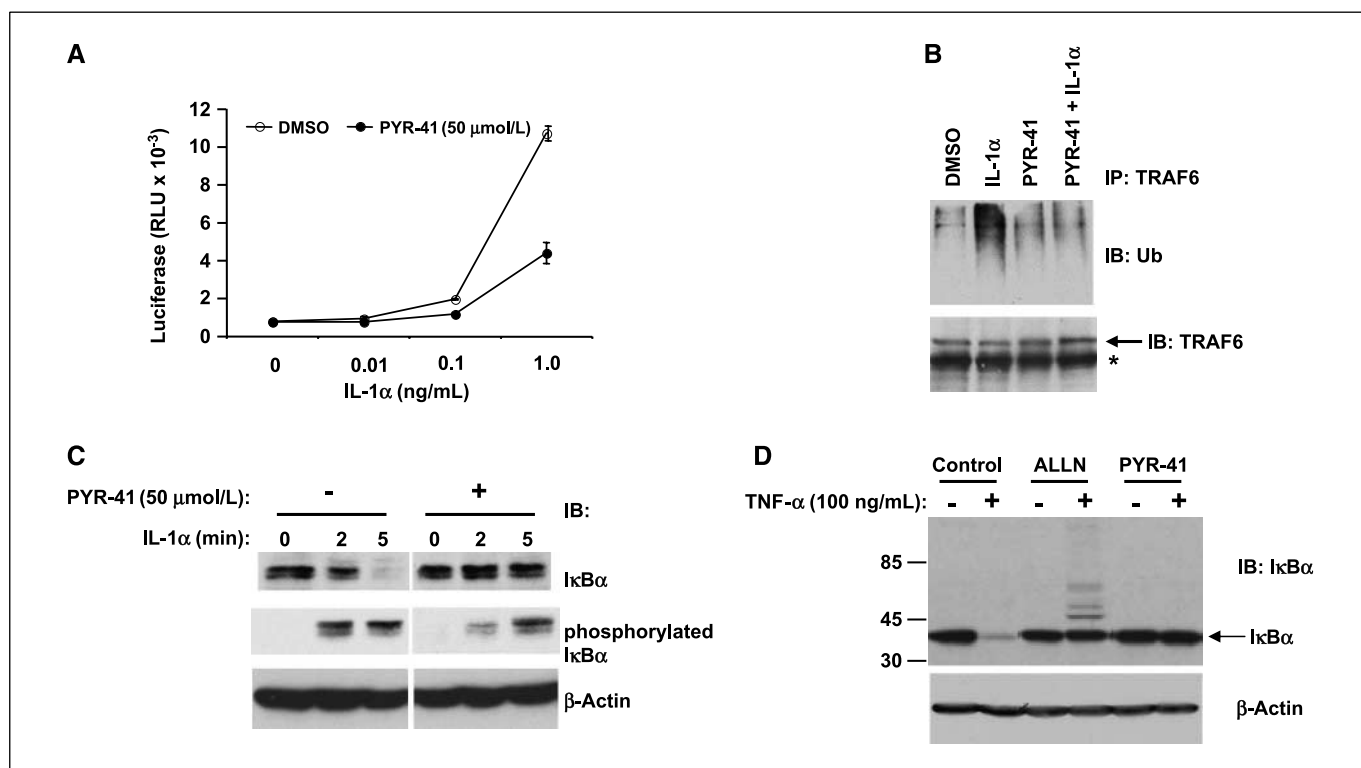 A
DMSO PYR-41 (50 μmol/L)
Luciferase (RLU x 10-3)
12
10
8
6
4
2
0
0 0.01 0.1 1.0
IL-1α (ng/mL)
B
DMSO
IL-1α
PYR-41
PYR-41 + IL-1α
IP: TRAF6
IB: Ub
IB: TRAF6
*
C
PYR-41 (50 μmol/L): - +
IB:
IL-1α (min): 0 2 5 0 2 5
IκBα
phosphorylated
IκBα
β-Actin
D
Control ALLN PYR-41
TNF-α (100 ng/mL): - + - + - +
85
IB: IκBα
45
IκBα
30
β-Actin